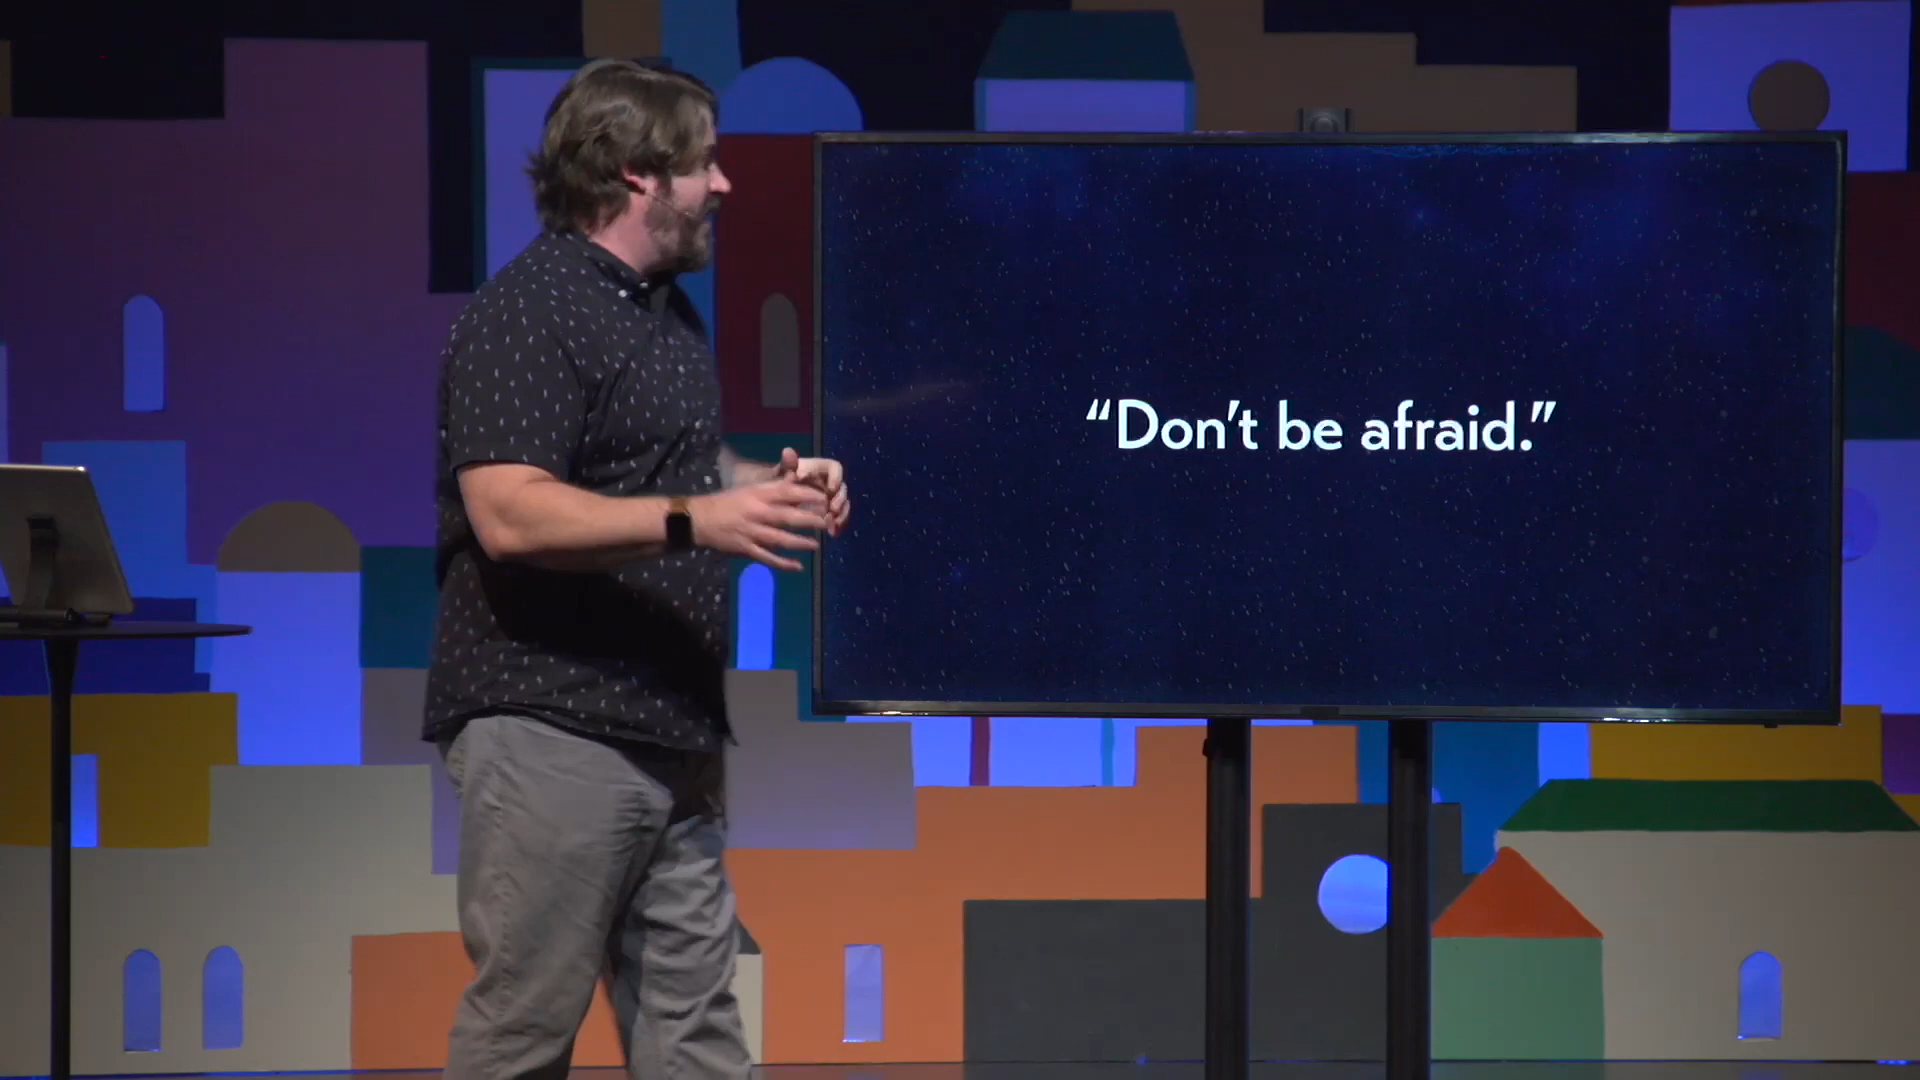 “Don’t be afraid.”